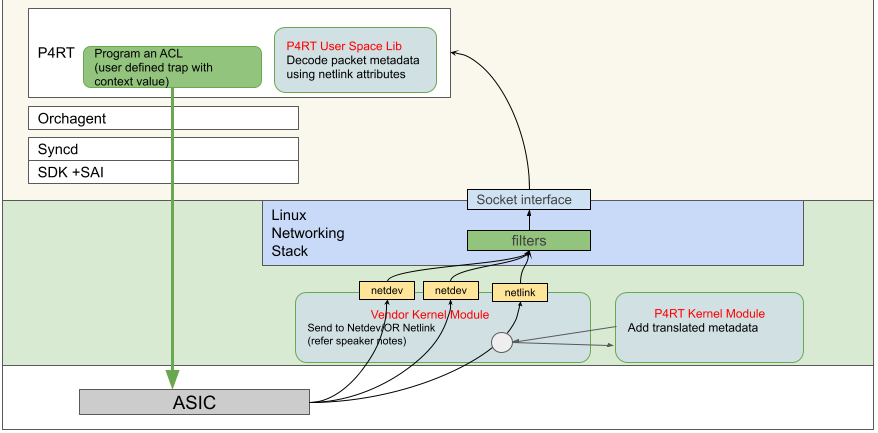 P4RT
Program an ACL
(user defined trap with
context value)
P4RT User Space Lib
Decode packet metadata
using netlink attributes
Orchagent
Syncd
SDK +SAI
Socket interface
Linux
Networking
Stack
filters
netdev
netdev
netlink
Vendor Kernel Module
Send to Netdev OR Netlink
(refer speaker notes)
P4RT Kernel Module
Add translated metadata
ASIC